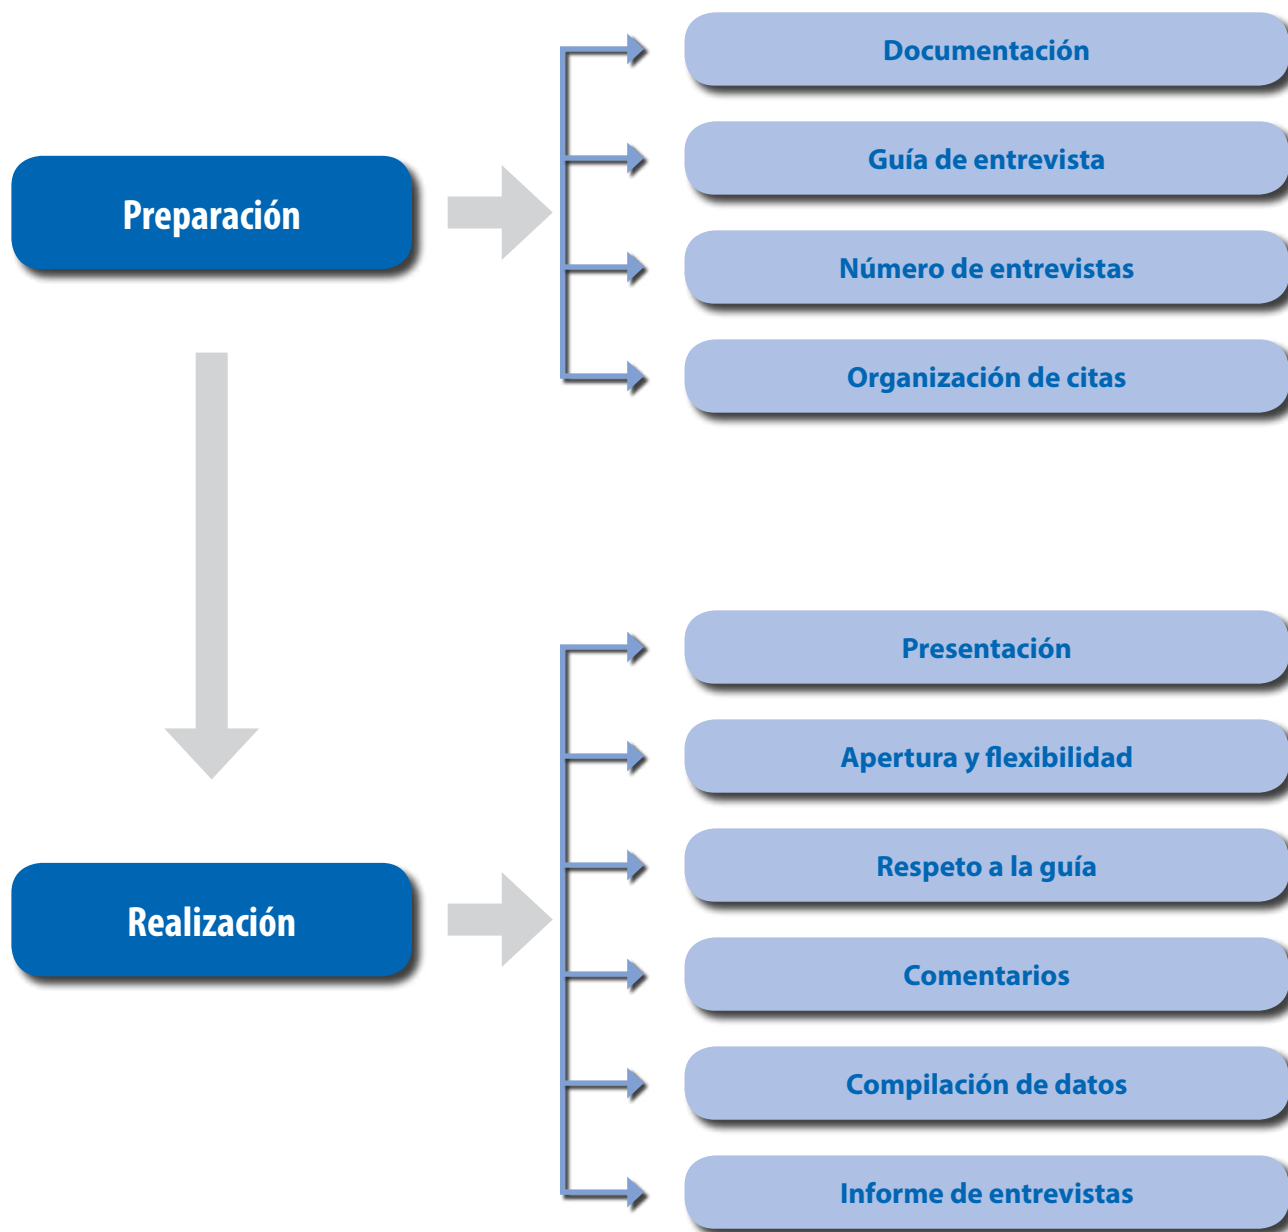 Preparación
Documentación
Guía de entrevista
Número de entrevistas
Organización de citas
Realización
Presentación
Apertura y flexibilidad
Respeto a la guía
Comentarios
Compilación de datos
Informe de entrevistas